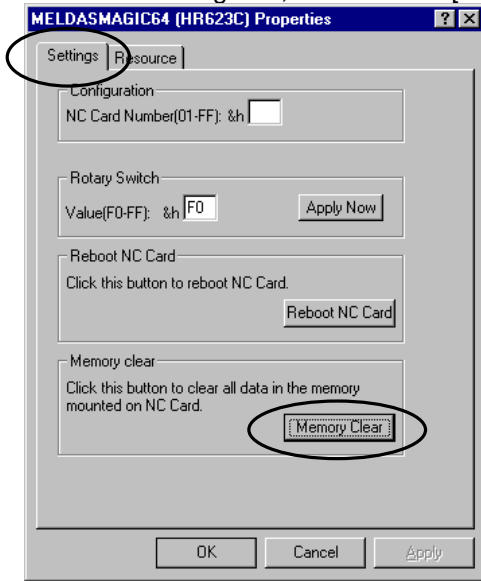 MELDASMAGIC64 (HR623C) Properties ? ×
Settings Resource
Configuration
NC Card Number(01-FF): &h
Rotary Switch
Value(F0-FF): &h F0 Apply Now
Reboot NC Card
Click this button to reboot NC Card.
Reboot NC Card
Memory clear
Click this button to clear all data in the memory
mounted on NC Card.
Memory Clear
OK Cancel Apply